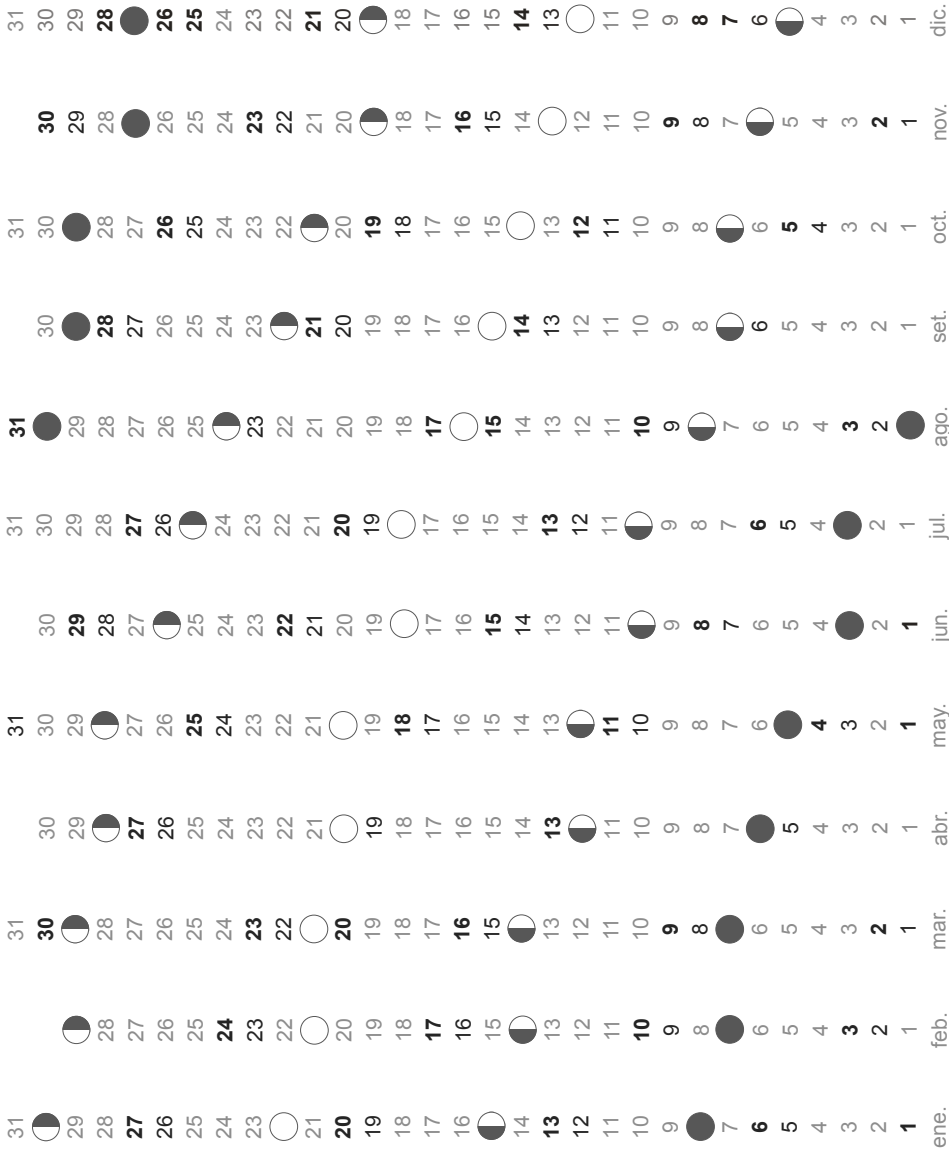 ene. 1 2 3 4 5 6 7 9 10 11 12 13 14 16 17 18 19 20 21 23 24 25 26 27 28 29 31
feb. 1 2 3 4 5 6 8 9 10 11 12 13 15 16 17 18 19 20 22 23 24 25 26 27 28
mar. 1 2 3 4 5 6 8 9 10 11 12 13 15 16 17 18 19 20 22 23 24 25 26 27 28 30 31
abr. 1 2 3 4 5 7 8 9 10 11 13 14 15 16 17 18 19 21 22 23 24 25 26 27 29 30
may. 1 2 3 4 6 7 8 9 10 11 13 14 15 16 17 18 19 21 22 23 24 25 26 27 29 30 31
jun. 1 2 4 5 6 7 8 9 11 12 13 14 15 16 17 19 20 21 22 23 24 25 27 28 29 30
jul. 1 2 4 5 6 7 8 9 11 12 13 14 15 16 17 19 20 21 22 23 24 26 27 28 29 30 31
ago. 2 3 4 5 6 7 9 10 11 12 13 14 15 17 18 19 20 21 22 23 25 26 27 28 29 31
set. 1 2 3 4 5 6 8 9 10 11 12 13 14 16 17 18 19 20 21 23 24 25 26 27 28 30
oct. 1 2 3 4 5 6 8 9 10 11 12 13 15 16 17 18 19 20 22 23 24 25 26 27 28 30 31
nov. 1 2 3 4 5 7 8 9 10 11 12 14 15 16 17 18 20 21 22 23 24 25 26 28 29 30
dic. 1 2 3 4 6 7 8 9 10 11 13 14 15 16 17 18 20 21 22 23 24 25 26 28 29 30 31